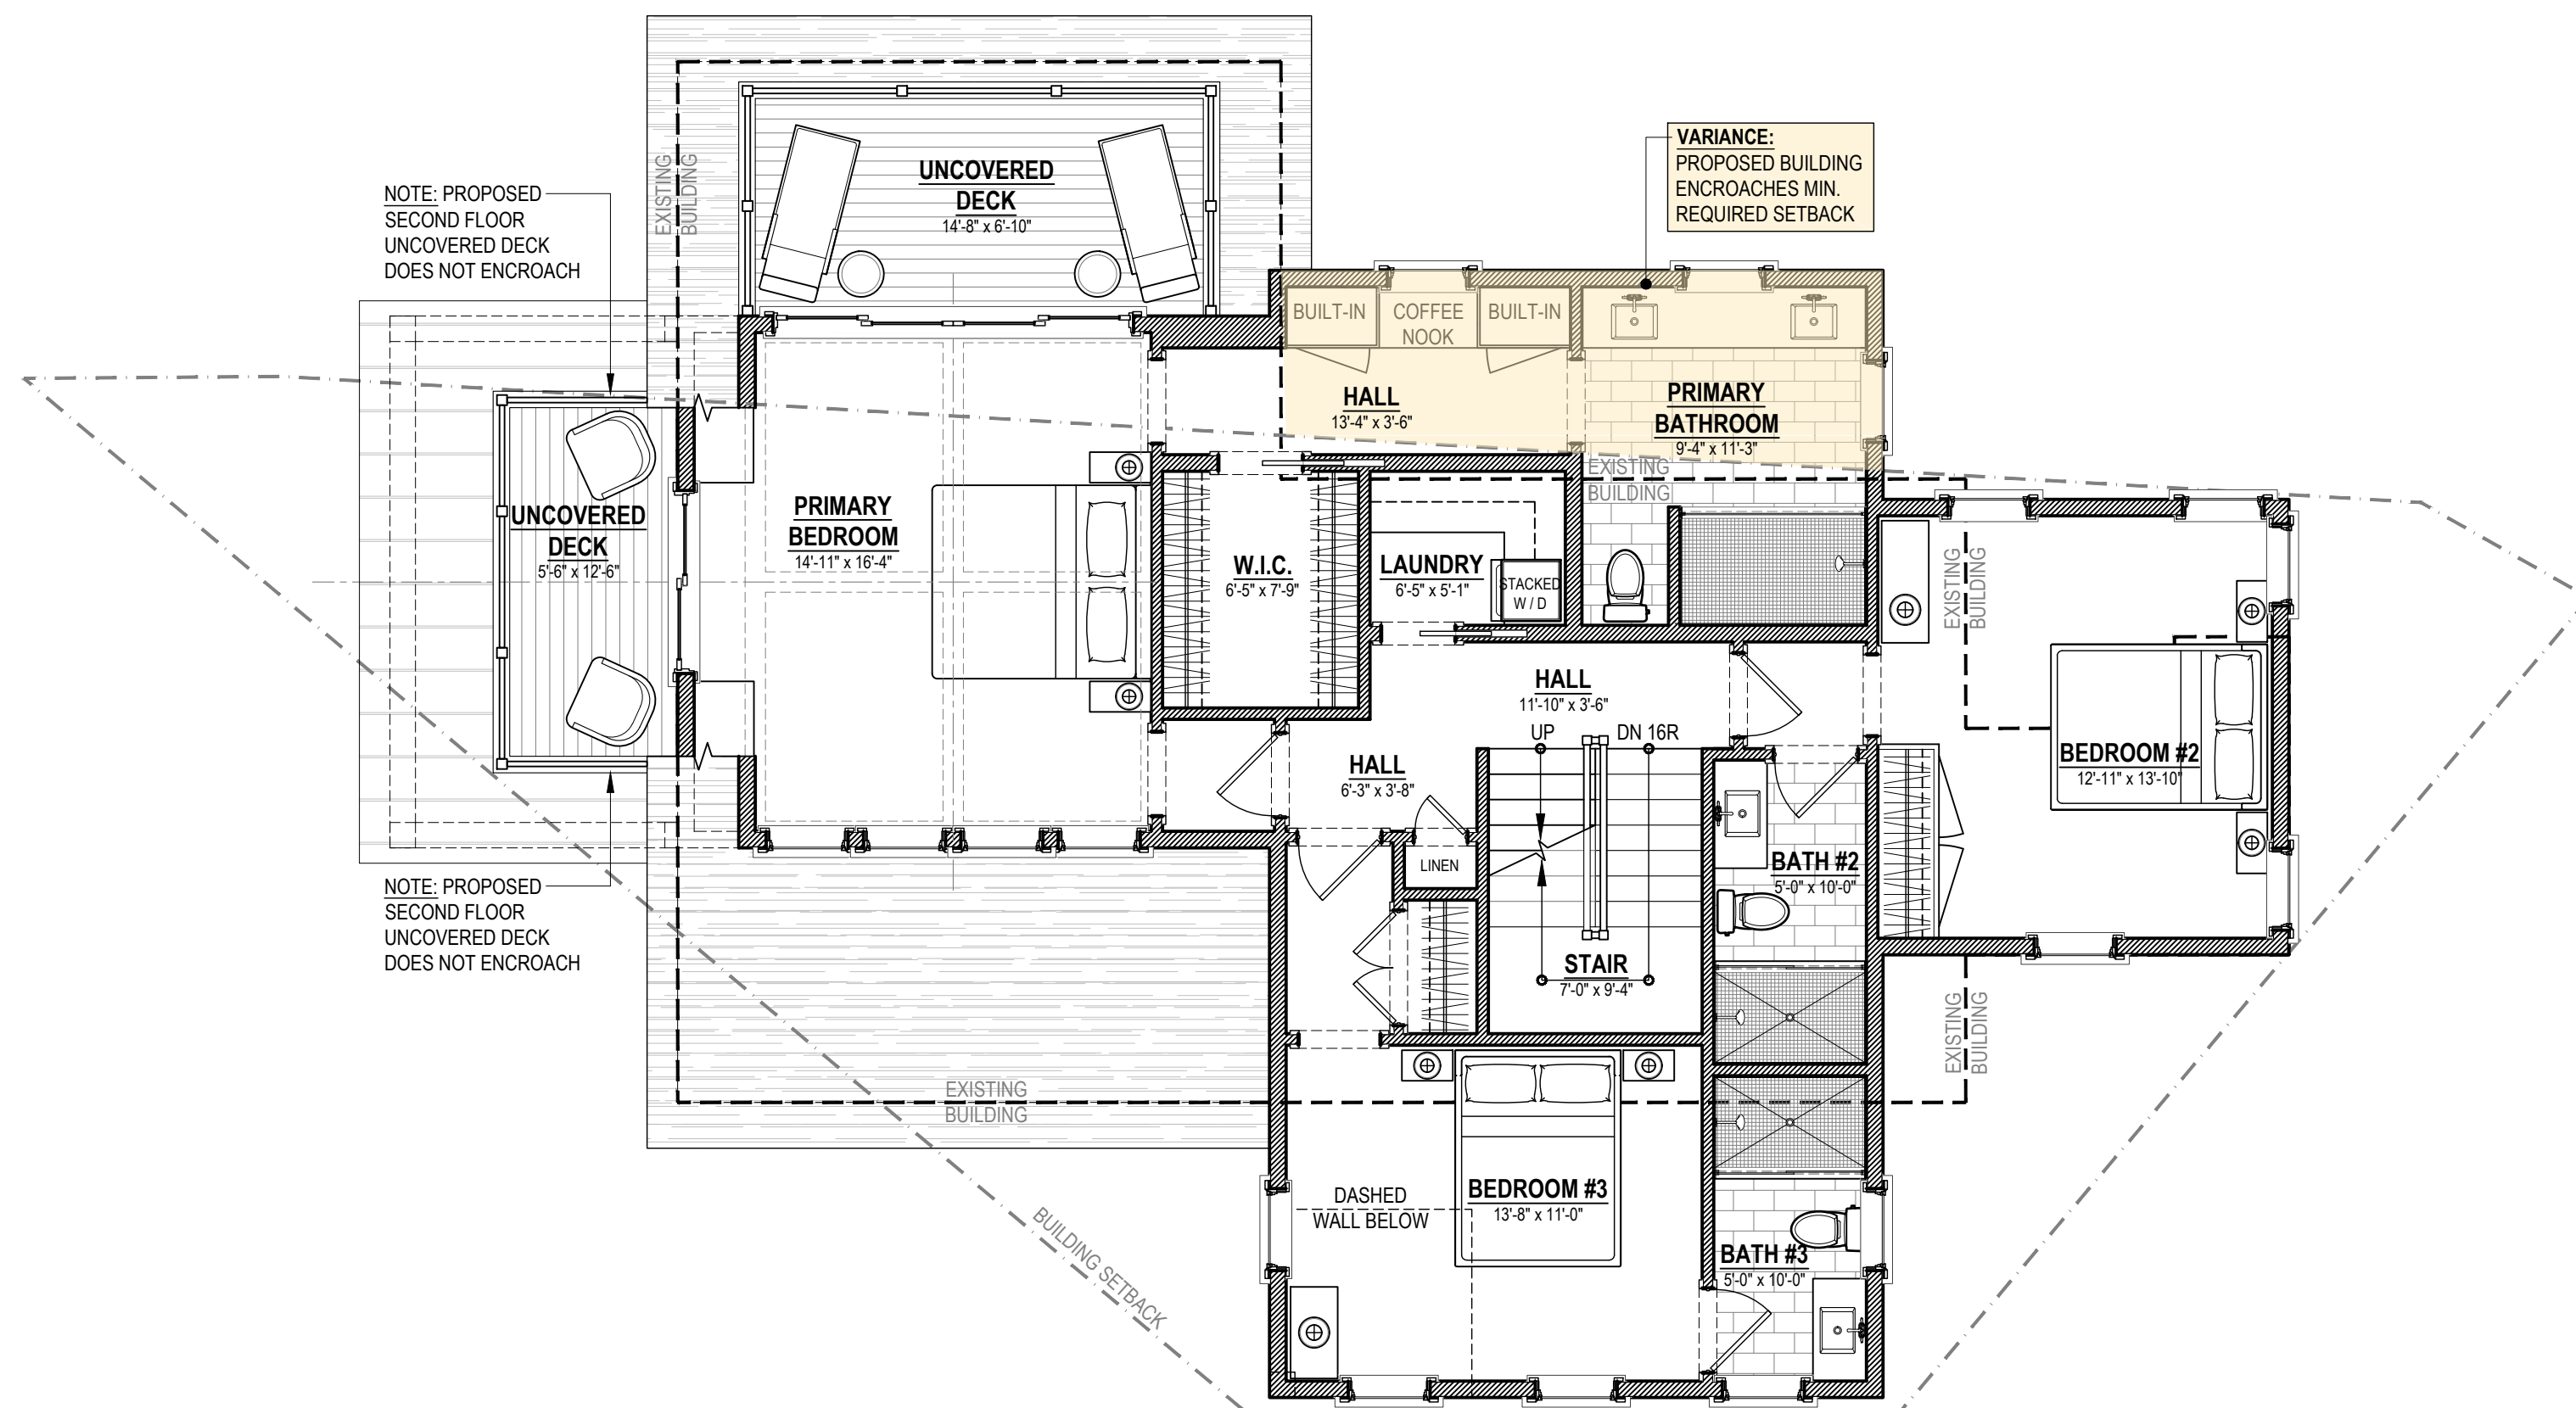 VARIANCE:
PROPOSED BUILDING
ENCROACHES MIN.
REQUIRED SETBACK
NOTE: PROPOSED
SECOND FLOOR
UNCOVERED DECK
DOES NOT ENCROACH
EXISTING
BUILDING
UNCOVERED
DECK
14'-8" x 6'-10"
BUILT-IN
COFFEE
NOOK
BUILT-IN
HALL
13'-4" x 3'-6"
PRIMARY
BATHROOM
9'-4" x 11'-3"
EXISTING
BUILDING
UNCOVERED
DECK
5'-6" x 12'-6"
PRIMARY
BEDROOM
14'-11" x 16'-4"
W.I.C.
6'-5" x 7'-9"
LAUNDRY
6'-5" x 5'-1"
STACKED
W / D
EXISTING
BUILDING
HALL
11'-10" x 3'-6"
UP
DN 16R
HALL
6'-3" x 3'-8"
BEDROOM #2
12'-11" x 13'-10"
LINEN
BATH #2
5'-0" x 10'-0"
NOTE: PROPOSED
SECOND FLOOR
UNCOVERED DECK
DOES NOT ENCROACH
STAIR
7'-0" x 9'-4"
EXISTING
BUILDING
EXISTING
BUILDING
DASHED
WALL BELOW
BEDROOM #3
13'-8" x 11'-0"
BATH #3
5'-0" x 10'-0"
BUILDING SETBACK